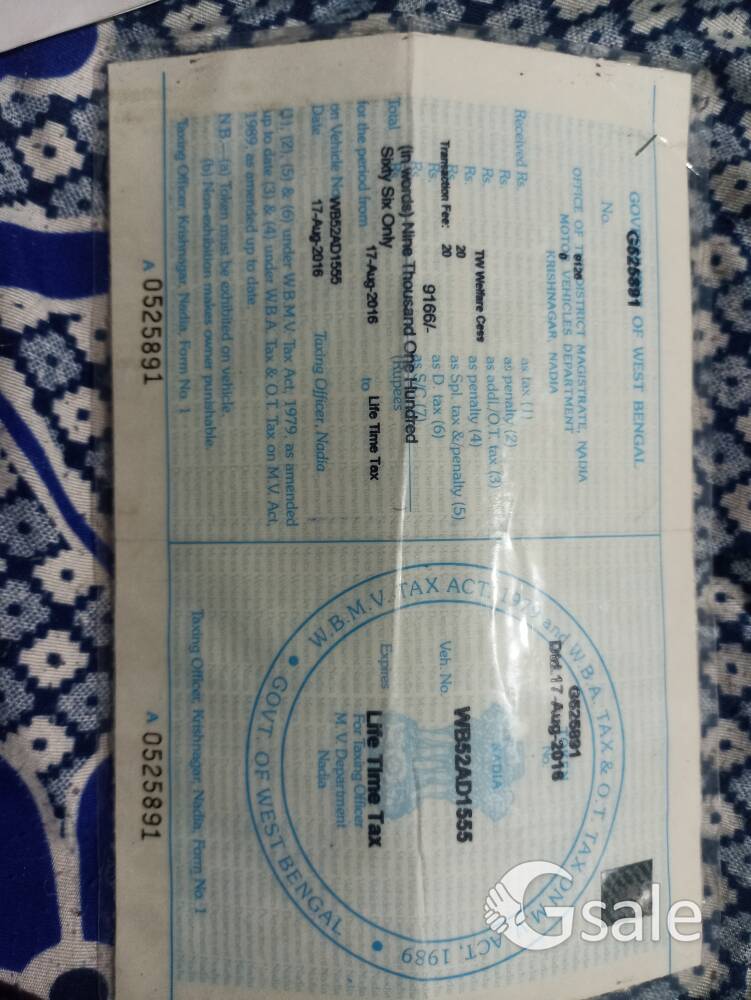 GOV OF WEST BENGAL
No. G525891
OFFICE OF T 0126 DISTRICT MAGISTRATE, NADIA
MOTO VEHICLES DEPARTMENT
KRISHNAGAR, NADIA
Received Rs. as tax (1)
Rs. as penalty (2)
Rs. TW Welfare Cess as addl./O.T. tax (3)
Rs. as penalty (4)
Rs. 20 as Spl. tax &/penalty (5)
Transaction Fee: 20
Rs. as D. tax (6)
Rs. as S/C (7)
Total 9166/-
(In words) Nine Thousand One Hundred Rupees
Sixty Six Only
for the period from 17-Aug-2016 to Life Time Tax
on Vehicle No WB52AD1555
Date 17-Aug-2016 Taxing Officer, Nadia
(1), (2), (5) & (6) under W.B.M.V. Tax Act, 1979, as amended
up to date (3) & (4) under W.B.A. Tax & O.T. Tax on M.V. Act,
1989, as amended up to date.
N.B.—(a) Token must be exhibited on vehicle.
(b) Non-exhibition makes owner punishable.
Taxing Officer, Krishnagar, Nadia, Form No. 1
A 0525891
W.B.M.V. TAX ACT, 1979 and W.B.A. TAX & O.T. TAX ON M.V. ACT, 1989
GOVT. OF WEST BENGAL
No.
G525891
Dtd. 17-Aug-2016
NADIA
Veh. No. WB52AD1555
Expires Life Time Tax
For Taxing Officer
M.V. Department
Nadia
Taxing Officer, Krishnagar, Nadia, Form No. 1
A 0525891
Gsale